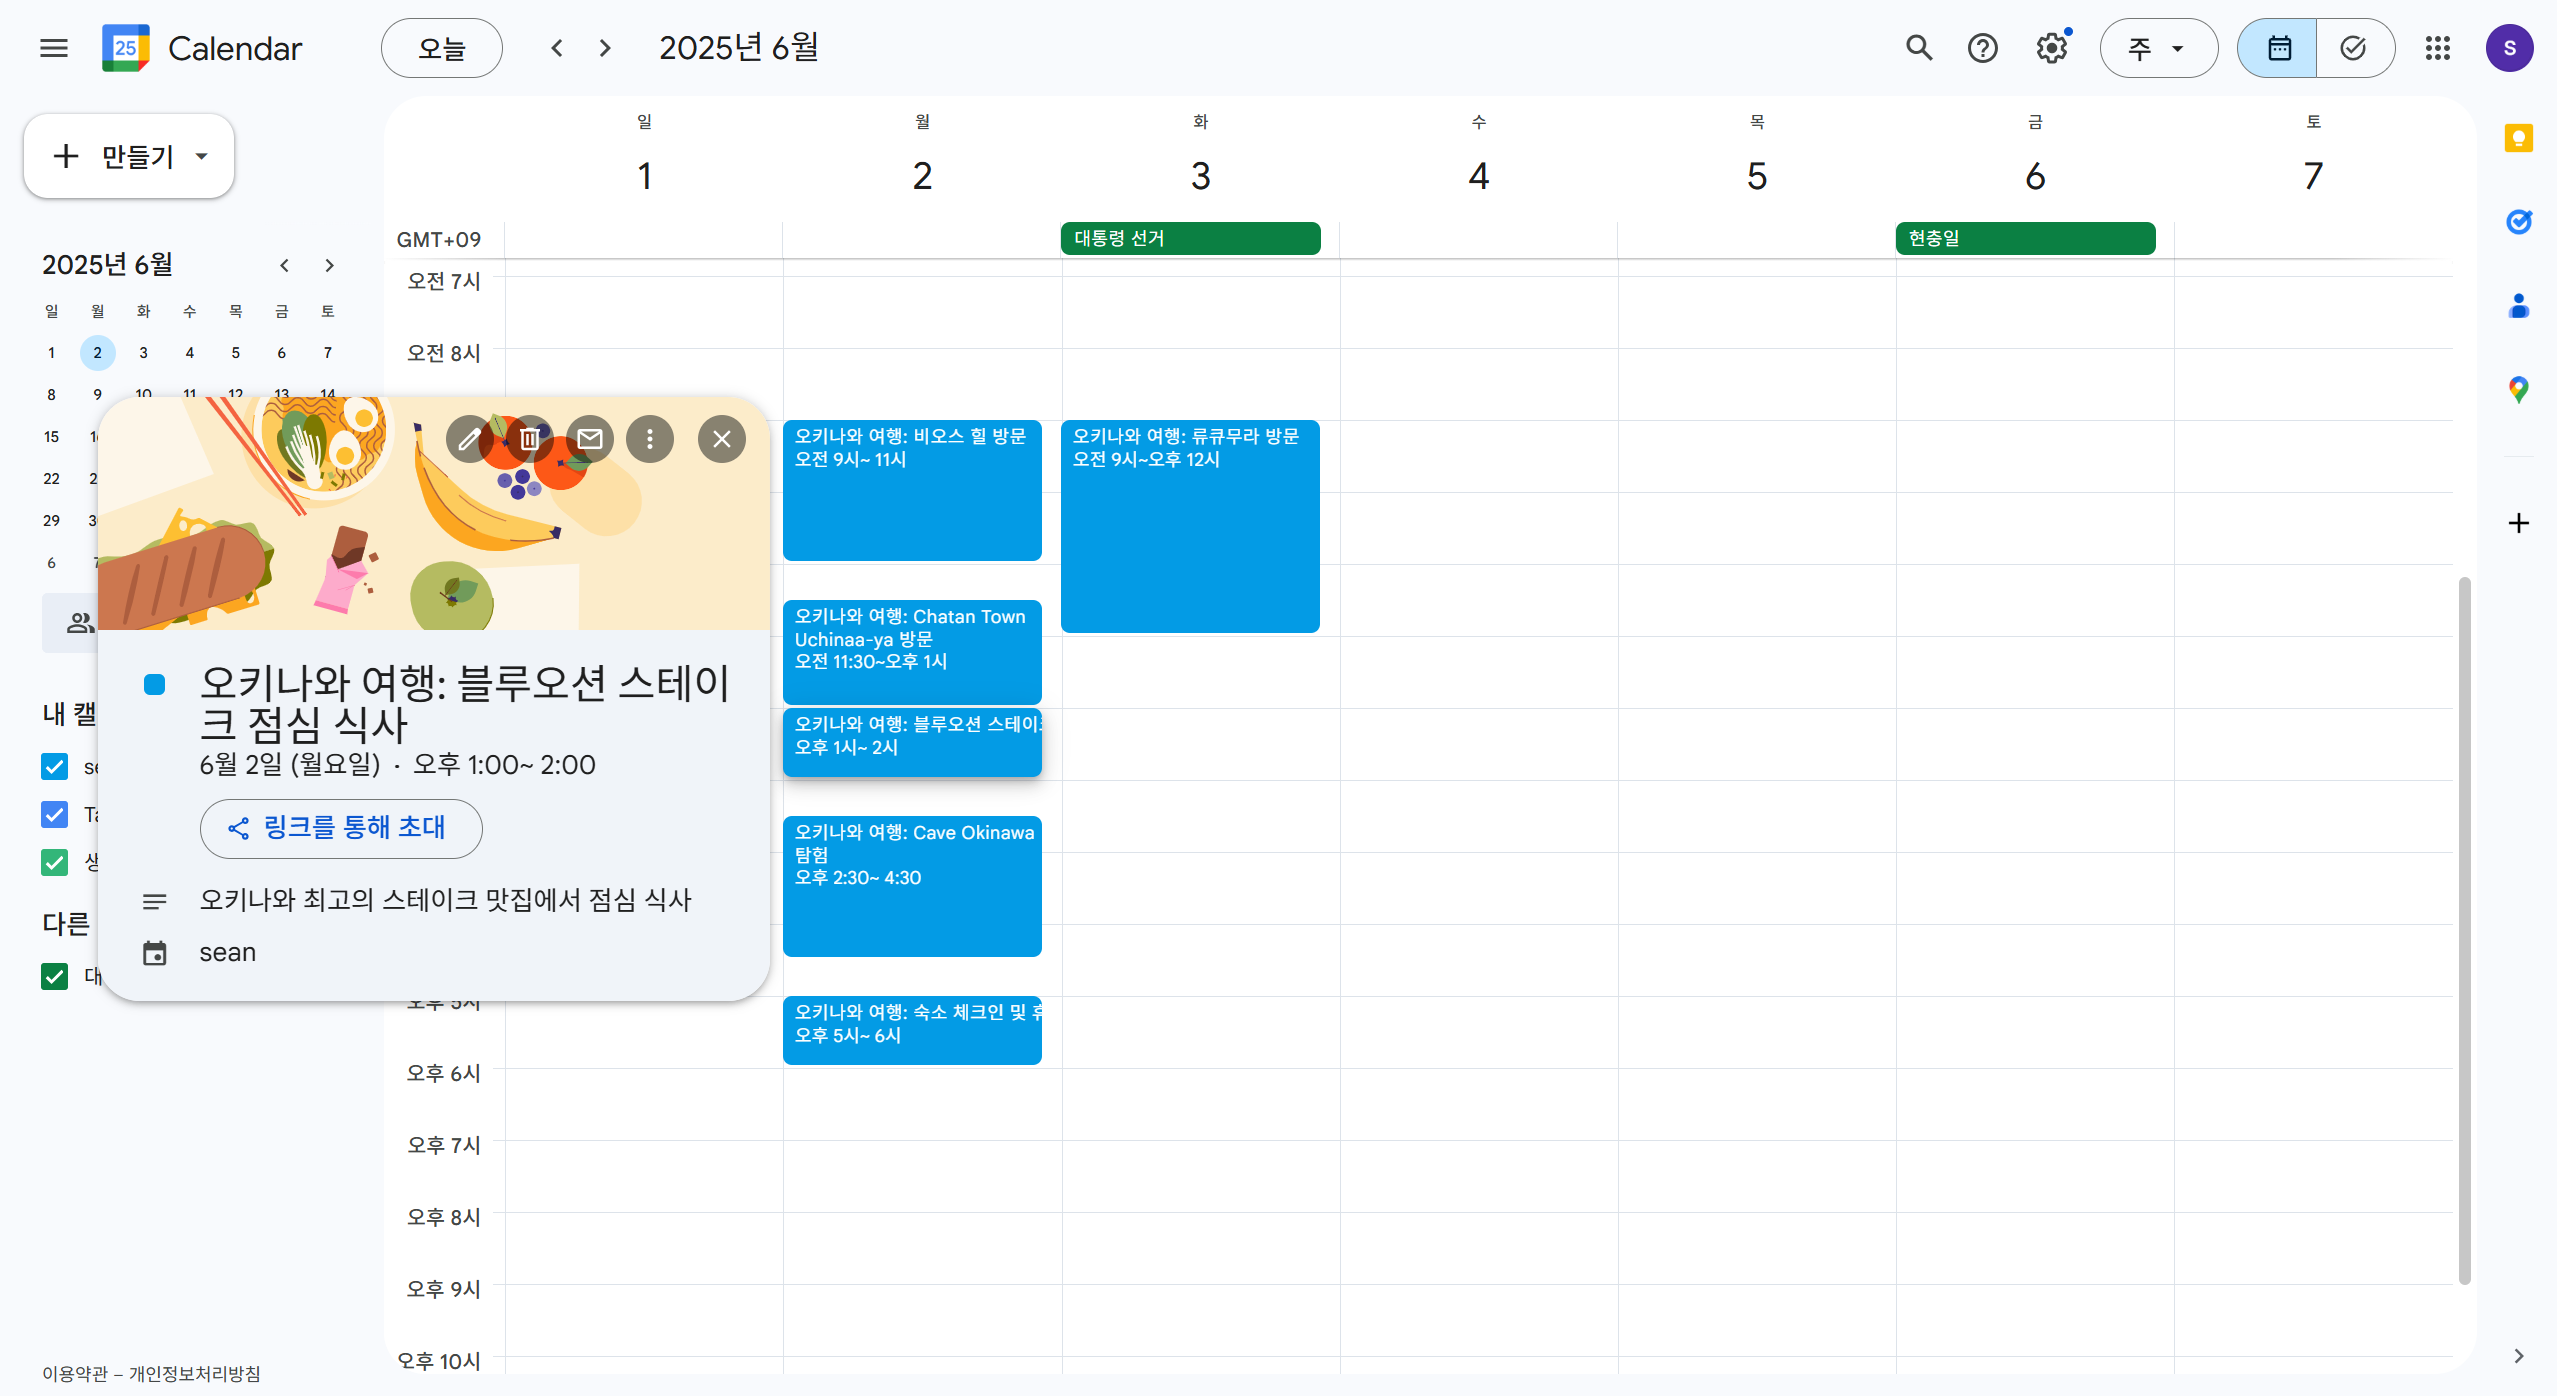 25 Calendar
오늘
2025년 6월
주
S
만들기
2025년 6월
일 월 화 수 목 금 토
1 2 3 4 5 6 7
8 9 10 11 12 13 14
15
22
29
6
내 캘
다른
이용약관 – 개인정보처리방침
일 월 화 수 목 금 토
1 2 3 4 5 6 7
GMT+09
대통령 선거
현충일
오전 7시
오전 8시
오후 5시
오후 6시
오후 7시
오후 8시
오후 9시
오후 10시
오키나와 여행: 비오스 힐 방문
오전 9시~ 11시
오키나와 여행: Chatan Town
Uchinaa-ya 방문
오전 11:30~오후 1시
오키나와 여행: 블루오션 스테이
오후 1시~ 2시
오키나와 여행: Cave Okinawa
탐험
오후 2:30~ 4:30
오키나와 여행: 숙소 체크인 및
오후 5시~ 6시
오키나와 여행: 류큐무라 방문
오전 9시~오후 12시
오키나와 여행: 블루오션 스테이
크 점심 식사
6월 2일 (월요일) · 오후 1:00~ 2:00
링크를 통해 초대
오키나와 최고의 스테이크 맛집에서 점심 식사
sean